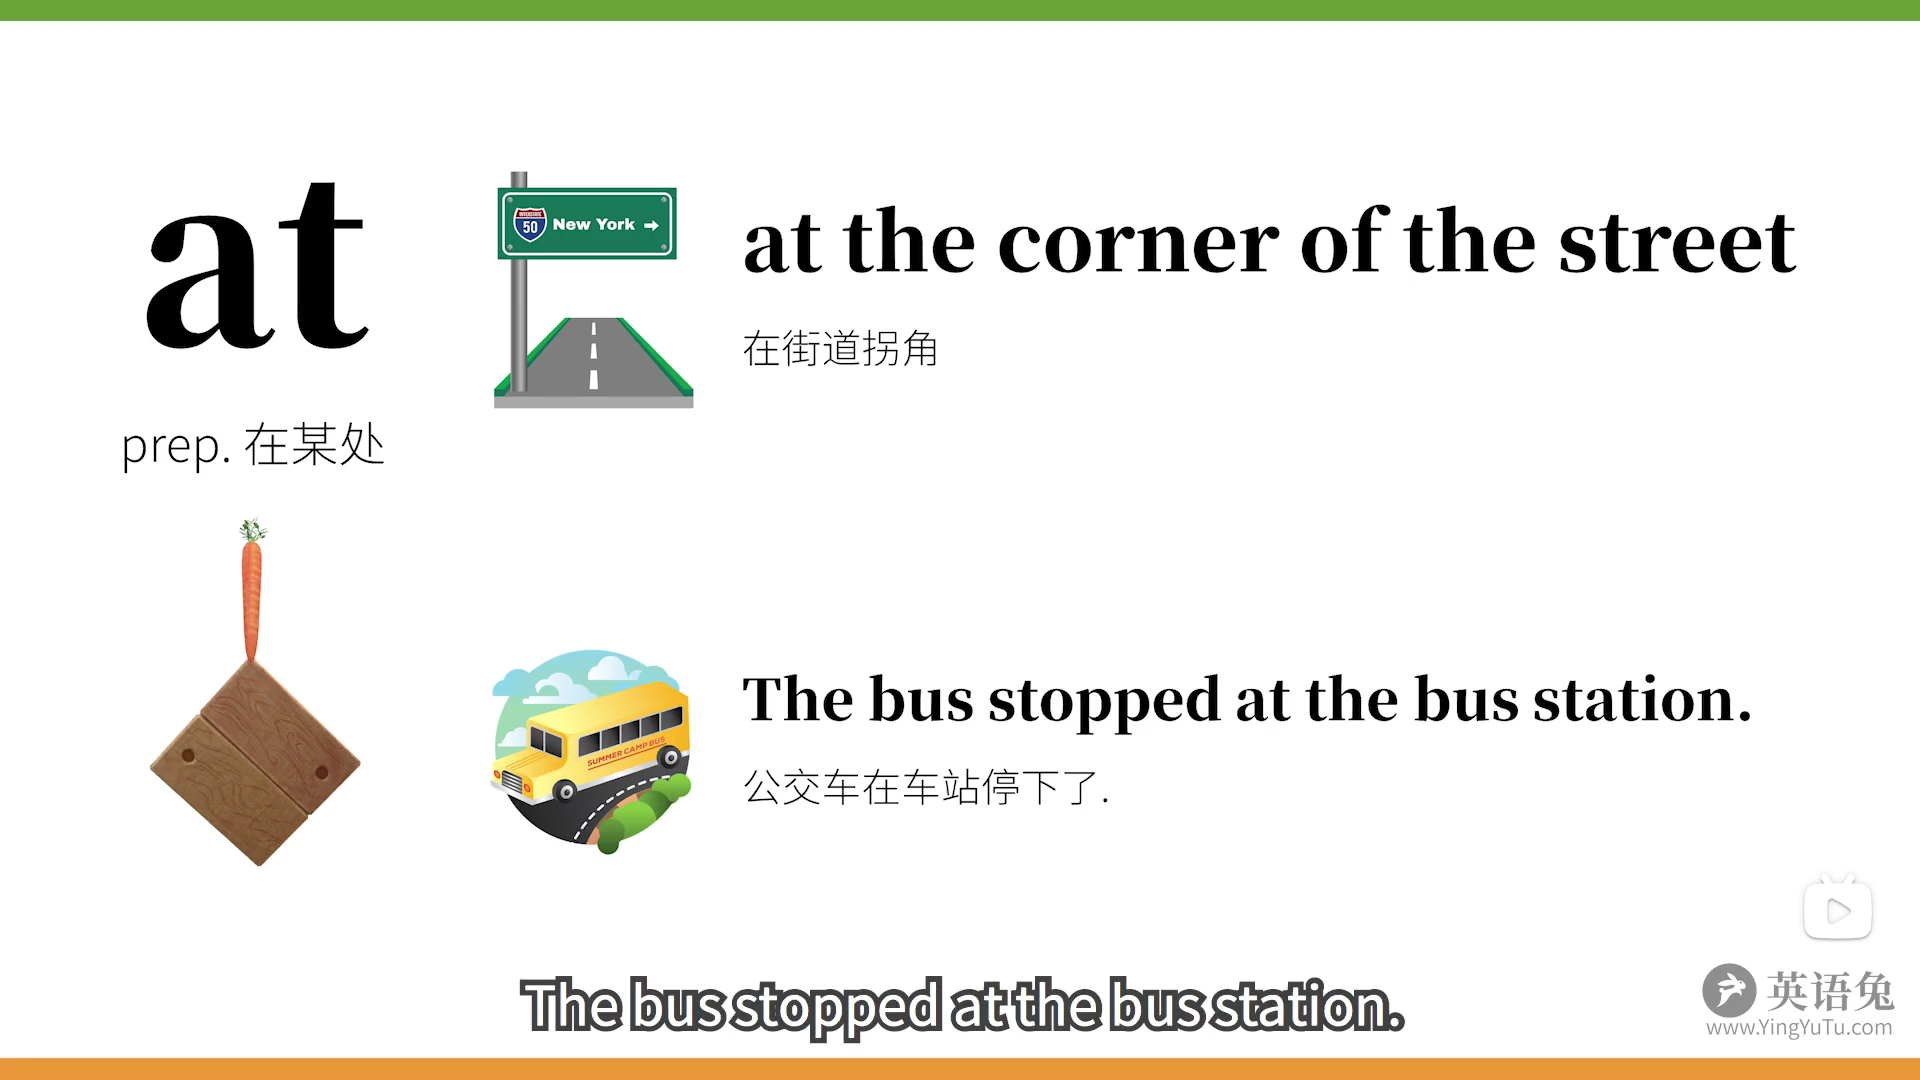 at
prep. 在某处
INTERSTATE
50
New York →
at the corner of the street
在街道拐角
SUMMER CAMP BUS
The bus stopped at the bus station.
公交车在车站停下了.
The bus stopped at the bus station.
英语兔
www.YingYuTu.com